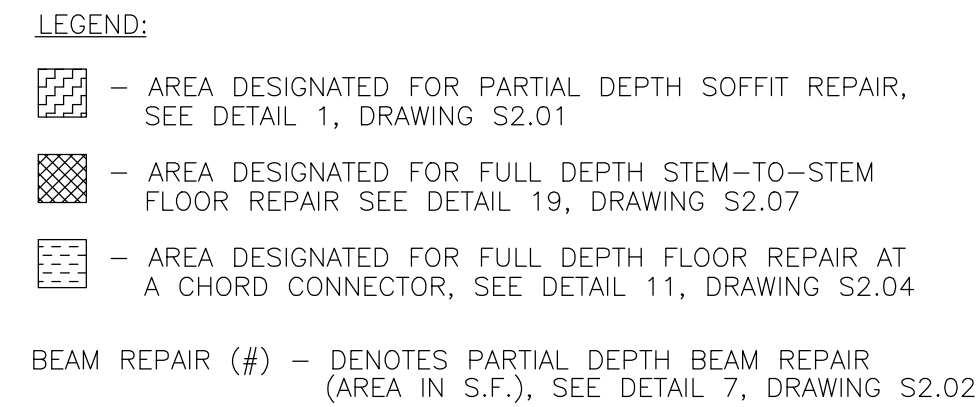 LEGEND:
– AREA DESIGNATED FOR PARTIAL DEPTH SOFFIT REPAIR,
SEE DETAIL 1, DRAWING S2.01
– AREA DESIGNATED FOR FULL DEPTH STEM–TO–STEM
FLOOR REPAIR SEE DETAIL 19, DRAWING S2.07
– AREA DESIGNATED FOR FULL DEPTH FLOOR REPAIR AT
A CHORD CONNECTOR, SEE DETAIL 11, DRAWING S2.04
BEAM REPAIR (#) – DENOTES PARTIAL DEPTH BEAM REPAIR
(AREA IN S.F.), SEE DETAIL 7, DRAWING S2.02